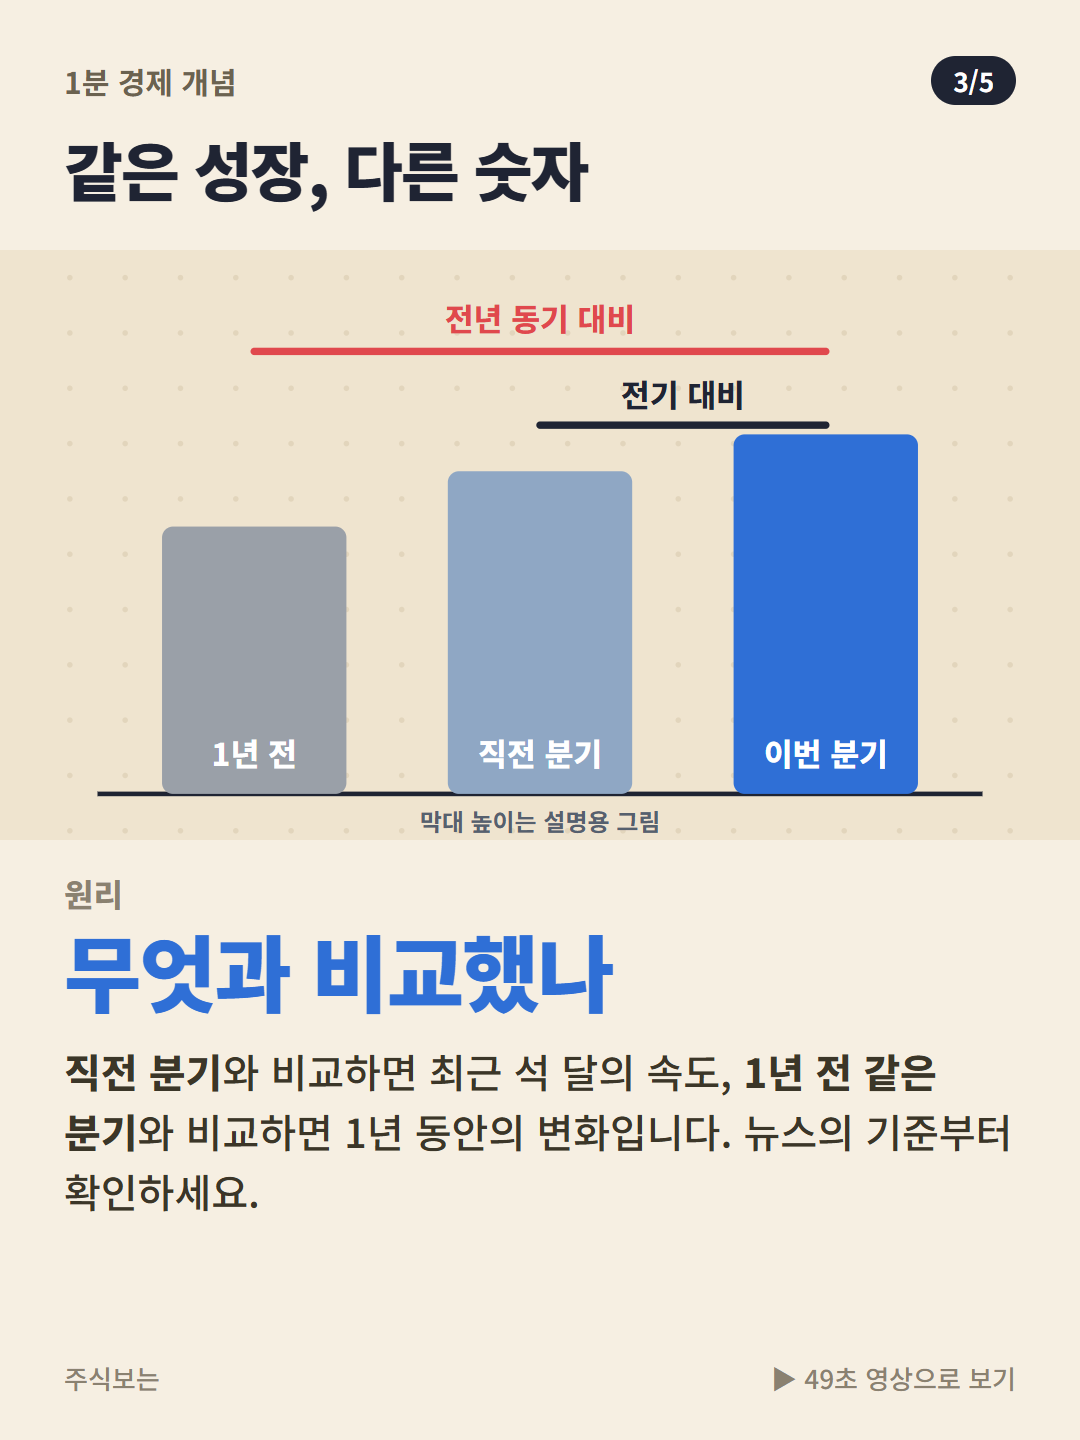 1분 경제 개념
3/5
같은 성장, 다른 숫자
전년 동기 대비
전기 대비
1년 전
직전 분기
이번 분기
막대 높이는 설명용 그림
원리
무엇과 비교했나
직전 분기와 비교하면 최근 석 달의 속도, 1년 전 같은
분기와 비교하면 1년 동안의 변화입니다. 뉴스의 기준부터
확인하세요.
주식보는
▶ 49초 영상으로 보기